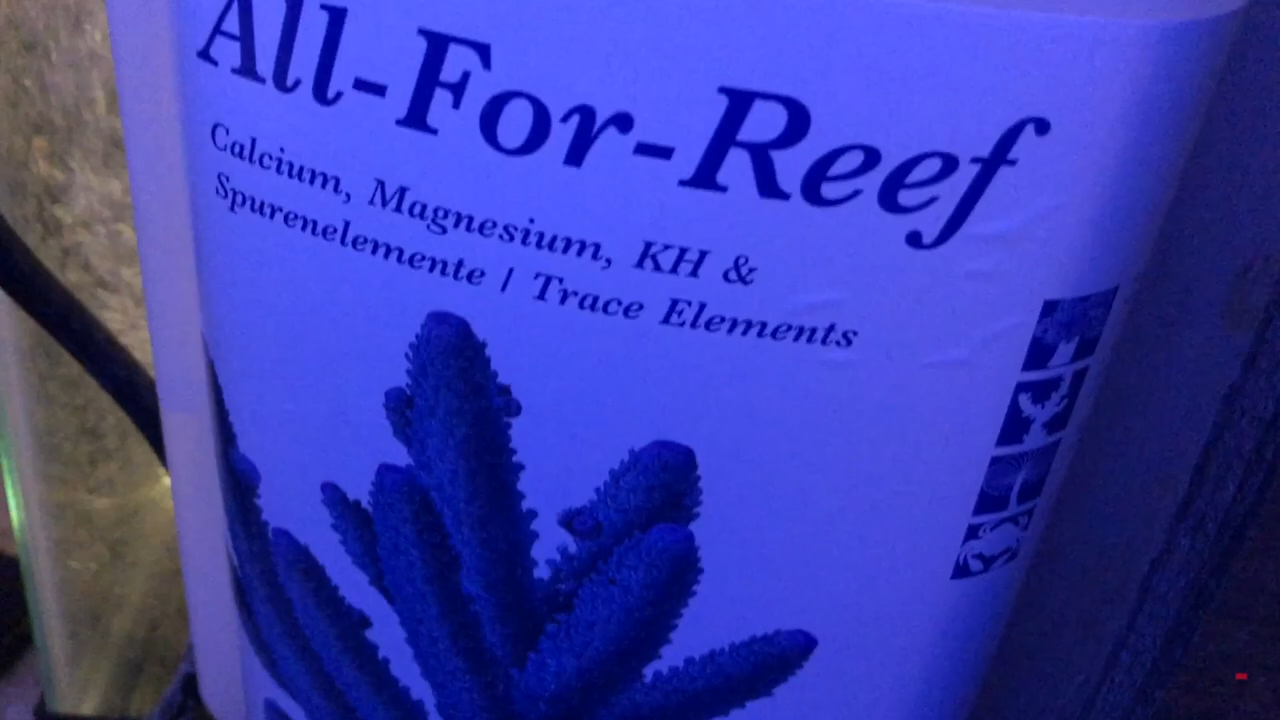 All-For-Reef
Calcium, Magnesium, KH &
Spurenelemente | Trace Elements